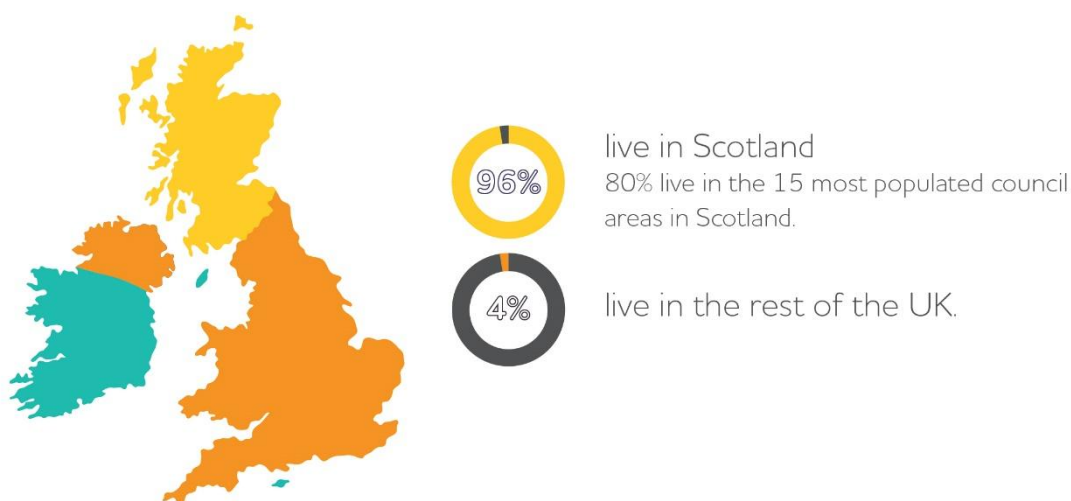 96%
live in Scotland
80% live in the 15 most populated council
areas in Scotland.
4%
live in the rest of the UK.